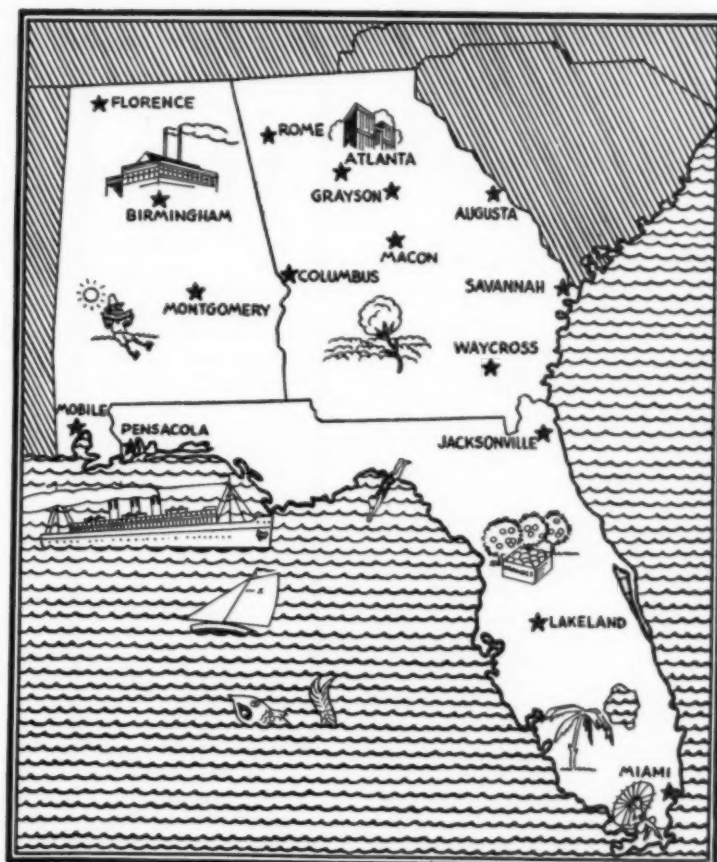 FLORENCE
ROME
ATLANTA
GRAYSON
BIRMINGHAM
AUGUSTA
MACON
COLUMBUS
SAVANNAH
MONTGOMERY
WAYCROSS
MOBILE
PENSACOLA
JACKSONVILLE
LAKELAND
MIAMI